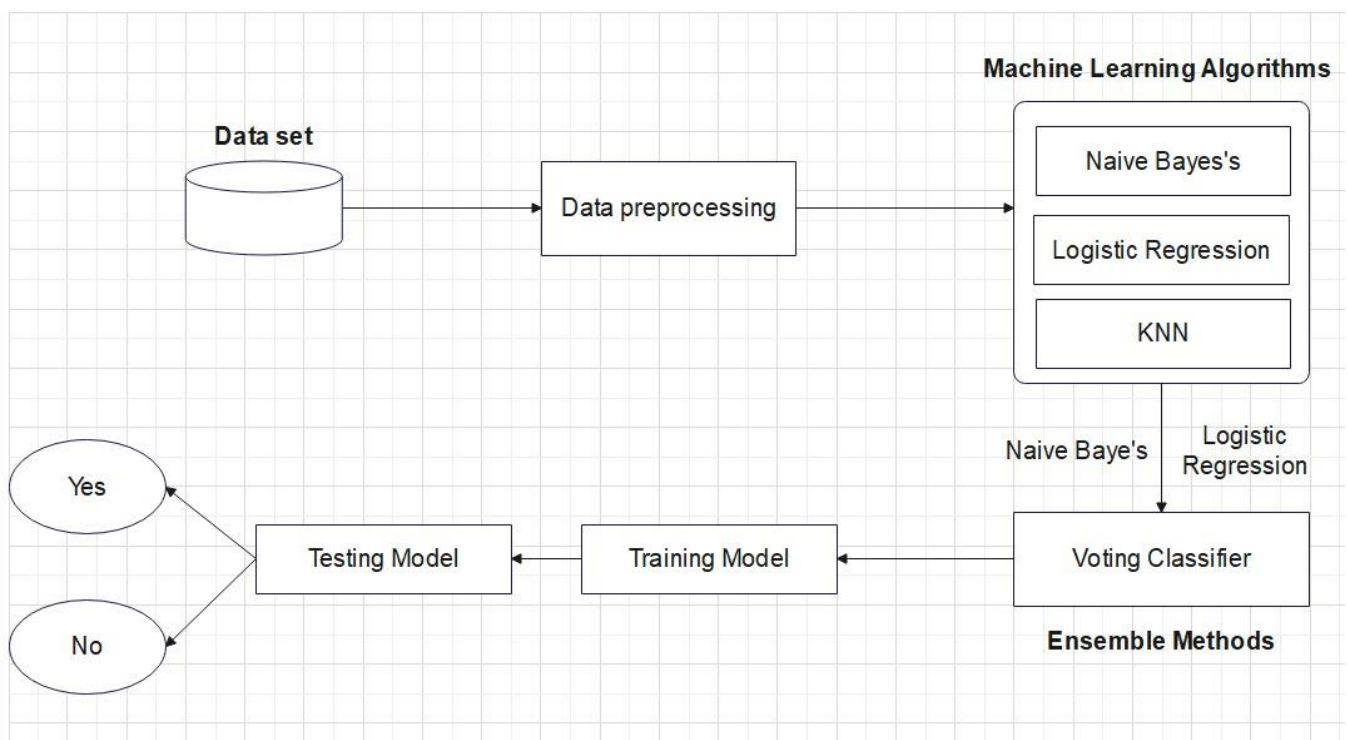 Machine Learning Algorithms
Data set
Naive Bayes's
Data preprocessing
Logistic Regression
KNN
Naive Baye's
Logistic
Regression
Yes
Testing Model
Training Model
Voting Classifier
No
Ensemble Methods